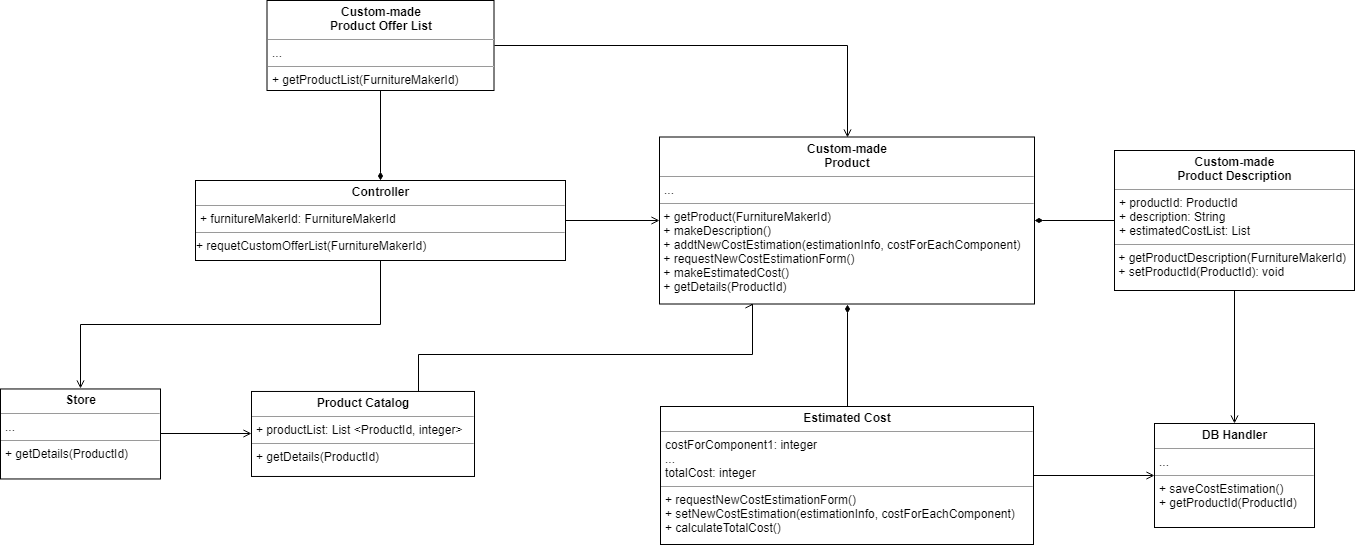 Custom-made
Product Offer List
...
+ getProductList(FurnitureMakerId)
Controller
+ furnitureMakerId: FurnitureMakerId
+ requetCustomOfferList(FurnitureMakerId)
Custom-made
Product
...
+ getProduct(FurnitureMakerId)
+ makeDescription()
+ addtNewCostEstimation(estimationInfo, costForEachComponent)
+ requestNewCostEstimationForm()
+ makeEstimatedCost()
+ getDetails(ProductId)
Custom-made
Product Description
+ productId: ProductId
+ description: String
+ estimatedCostList: List
+ getProductDescription(FurnitureMakerId)
+ setProductId(ProductId): void
Store
...
+ getDetails(ProductId)
Product Catalog
+ productList: List <ProductId, integer>
+ getDetails(ProductId)
Estimated Cost
costForComponent1: integer
...
totalCost: integer
+ requestNewCostEstimationForm()
+ setNewCostEstimation(estimationInfo, costForEachComponent)
+ calculateTotalCost()
DB Handler
...
+ saveCostEstimation()
+ getProductId(ProductId)